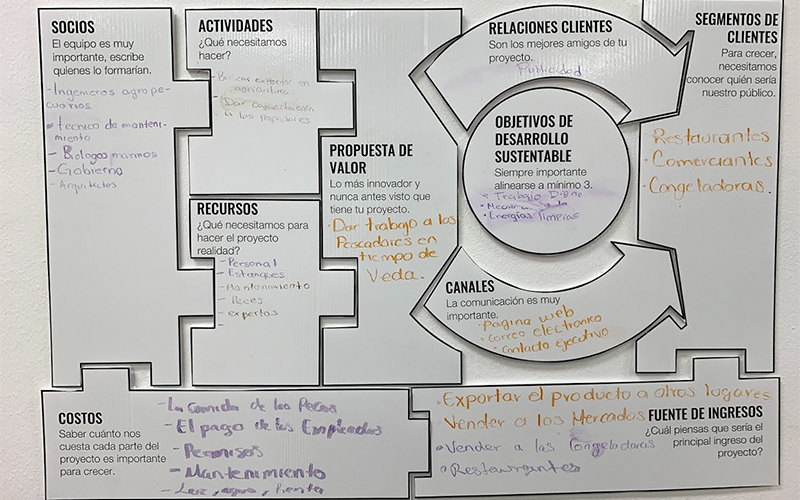 SOCIOS
El equipo es muy
importante, escribe
quienes lo formarían.
-Ingenieros agrope-
cuarios
tecnico de manteni-
miento
- Biologos marinos
- Gobierno
- Arquitectos
ACTIVIDADES
¿Qué necesitamos
hacer?
- Buscar expertos en
agricultura
- Dar capacitación
a los
RECURSOS
¿Qué necesitamos para
hacer el proyecto
realidad?
- Personal
- Estanques
- Mantenimiento
- Peces
- expertos
-
PROPUESTA DE
VALOR
Lo más innovador y
nunca antes visto que
tiene tu proyecto.
• Dar trabajo a los
Pescadores en
tiempo de
Veda.
RELACIONES CLIENTES
Son los mejores amigos de tu
proyecto.
Publicidad
OBJETIVOS DE
DESARROLLO
SUSTENTABLE
Siempre importante
alinearse a mínimo 3.
• Trabajo Digno
• Energías limpias
CANALES
La comunicación es muy
importante.
• Pagina web
• Correo electronico
• Contacto ejecutivo
SEGMENTOS DE
CLIENTES
Para crecer,
necesitamos
conocer quién sería
nuestro público.
• Restaurantes
• Comerciantes
• Congeladoras.
COSTOS
Saber cuánto nos
cuesta cada parte del
proyecto es importante
para crecer.
- La Comida de los Peces
- El pago de los Empleados
- Permisos
- Mantenimiento
- Luz, agua, renta
FUENTE DE INGRESOS
¿Cuál piensas que sería el
principal ingreso del
proyecto?
• Exportar el producto a otros lugares
• Vender a los Mercados
• Vender a las Congeladoras
• Restaurantes